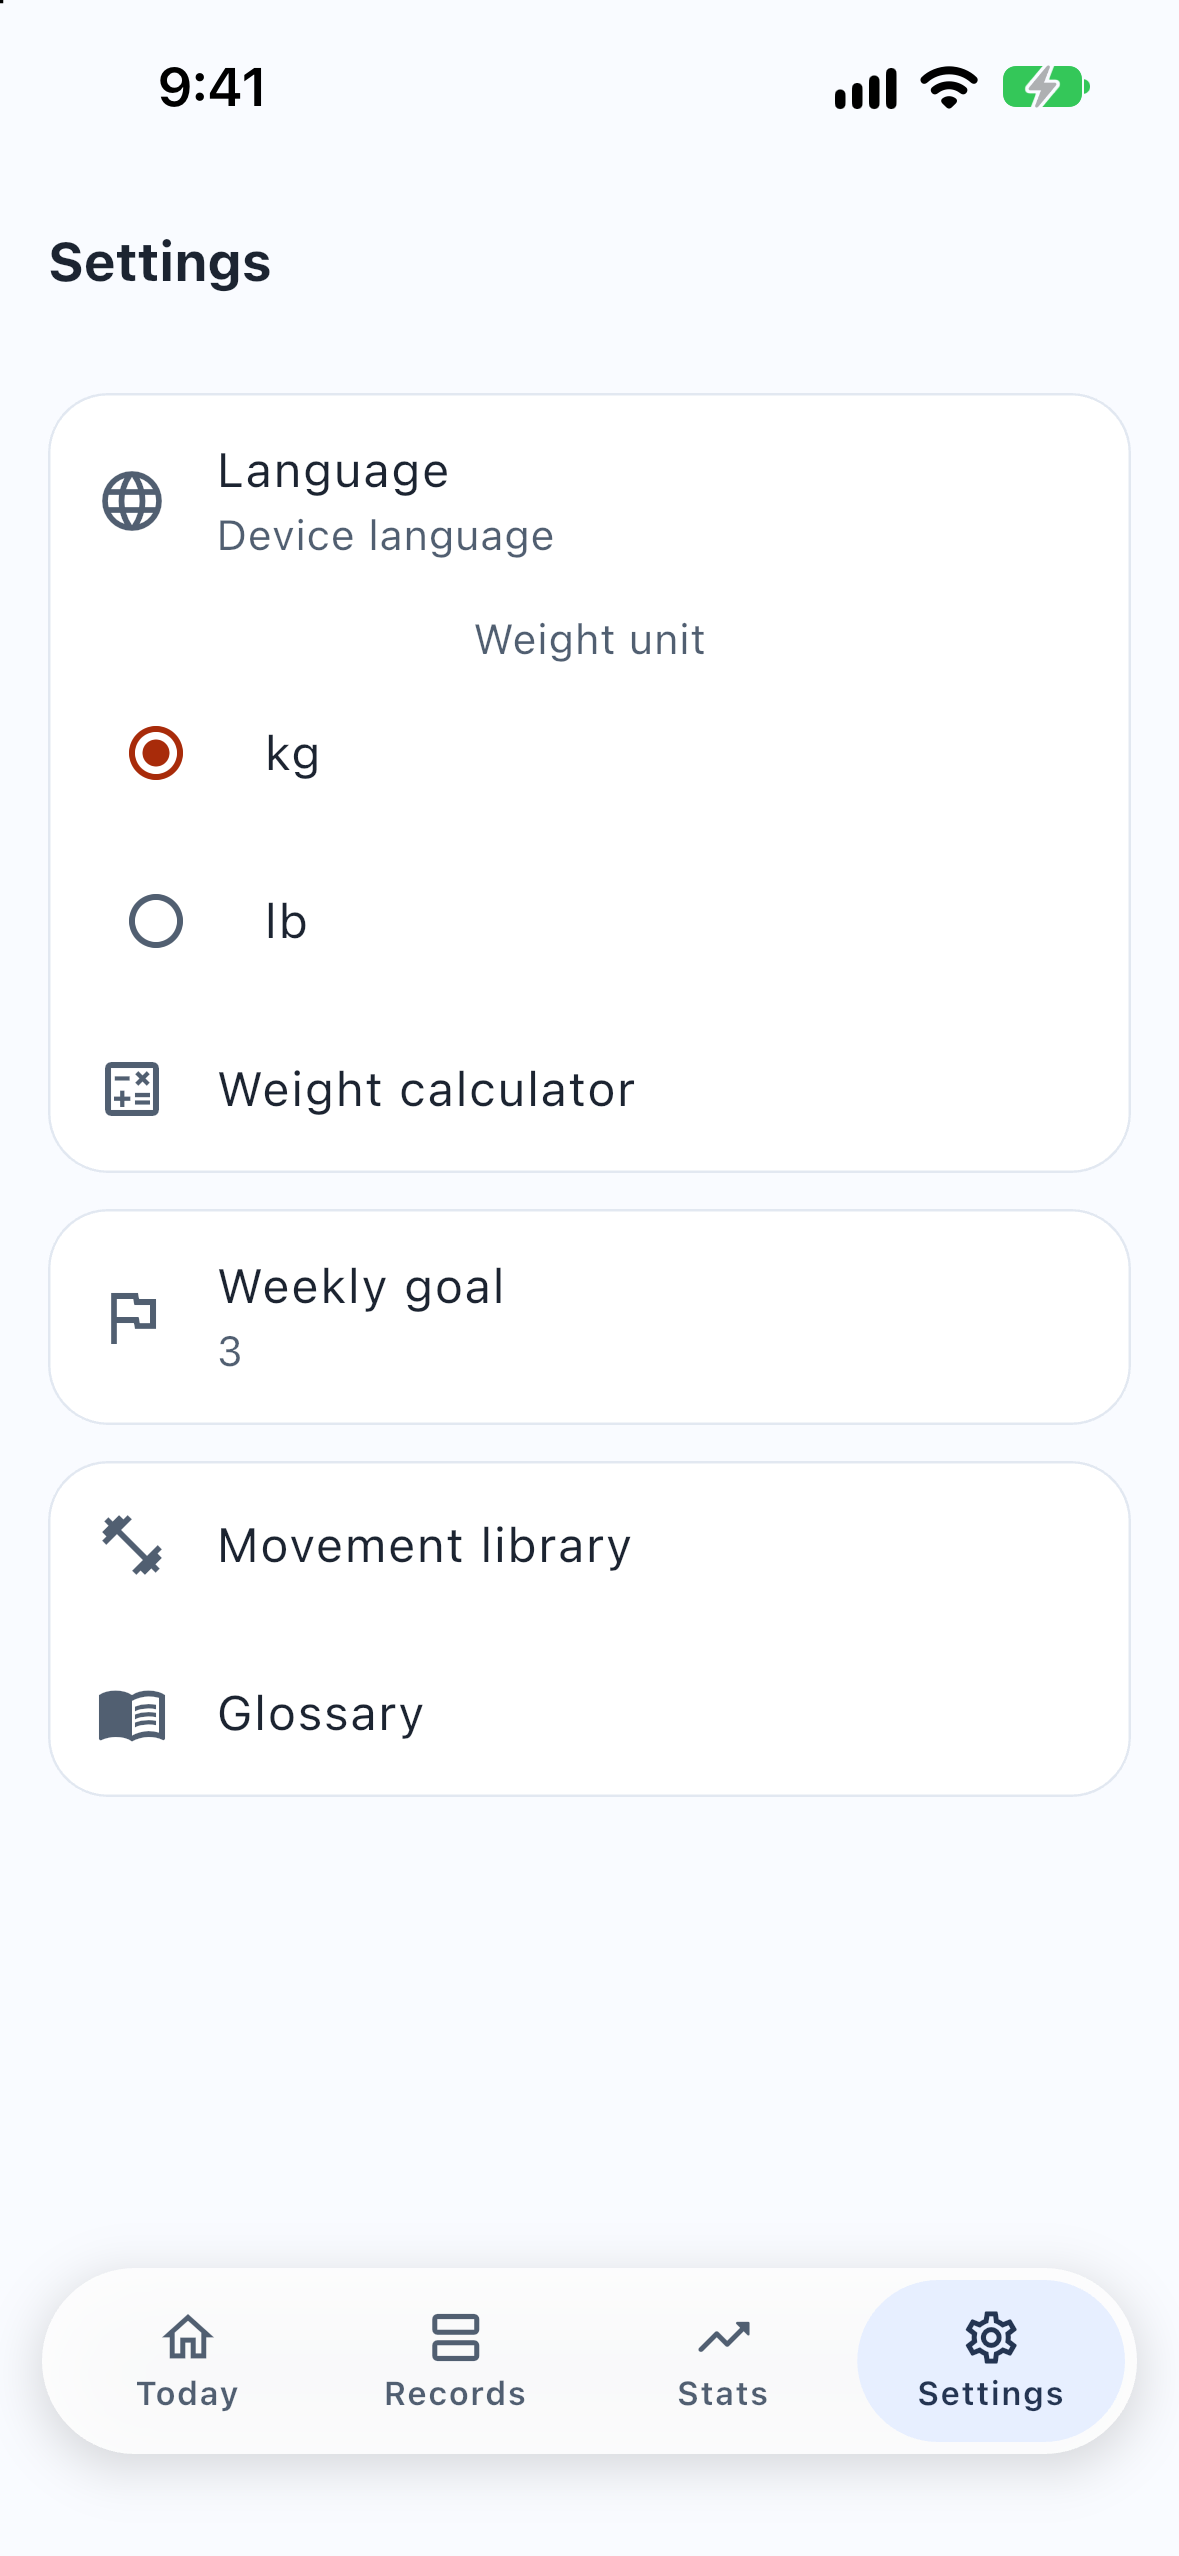 9:41
Settings
Language
Device language
Weight unit
kg
lb
Weight calculator
Weekly goal
3
Movement library
Glossary
Today
Records
Stats
Settings